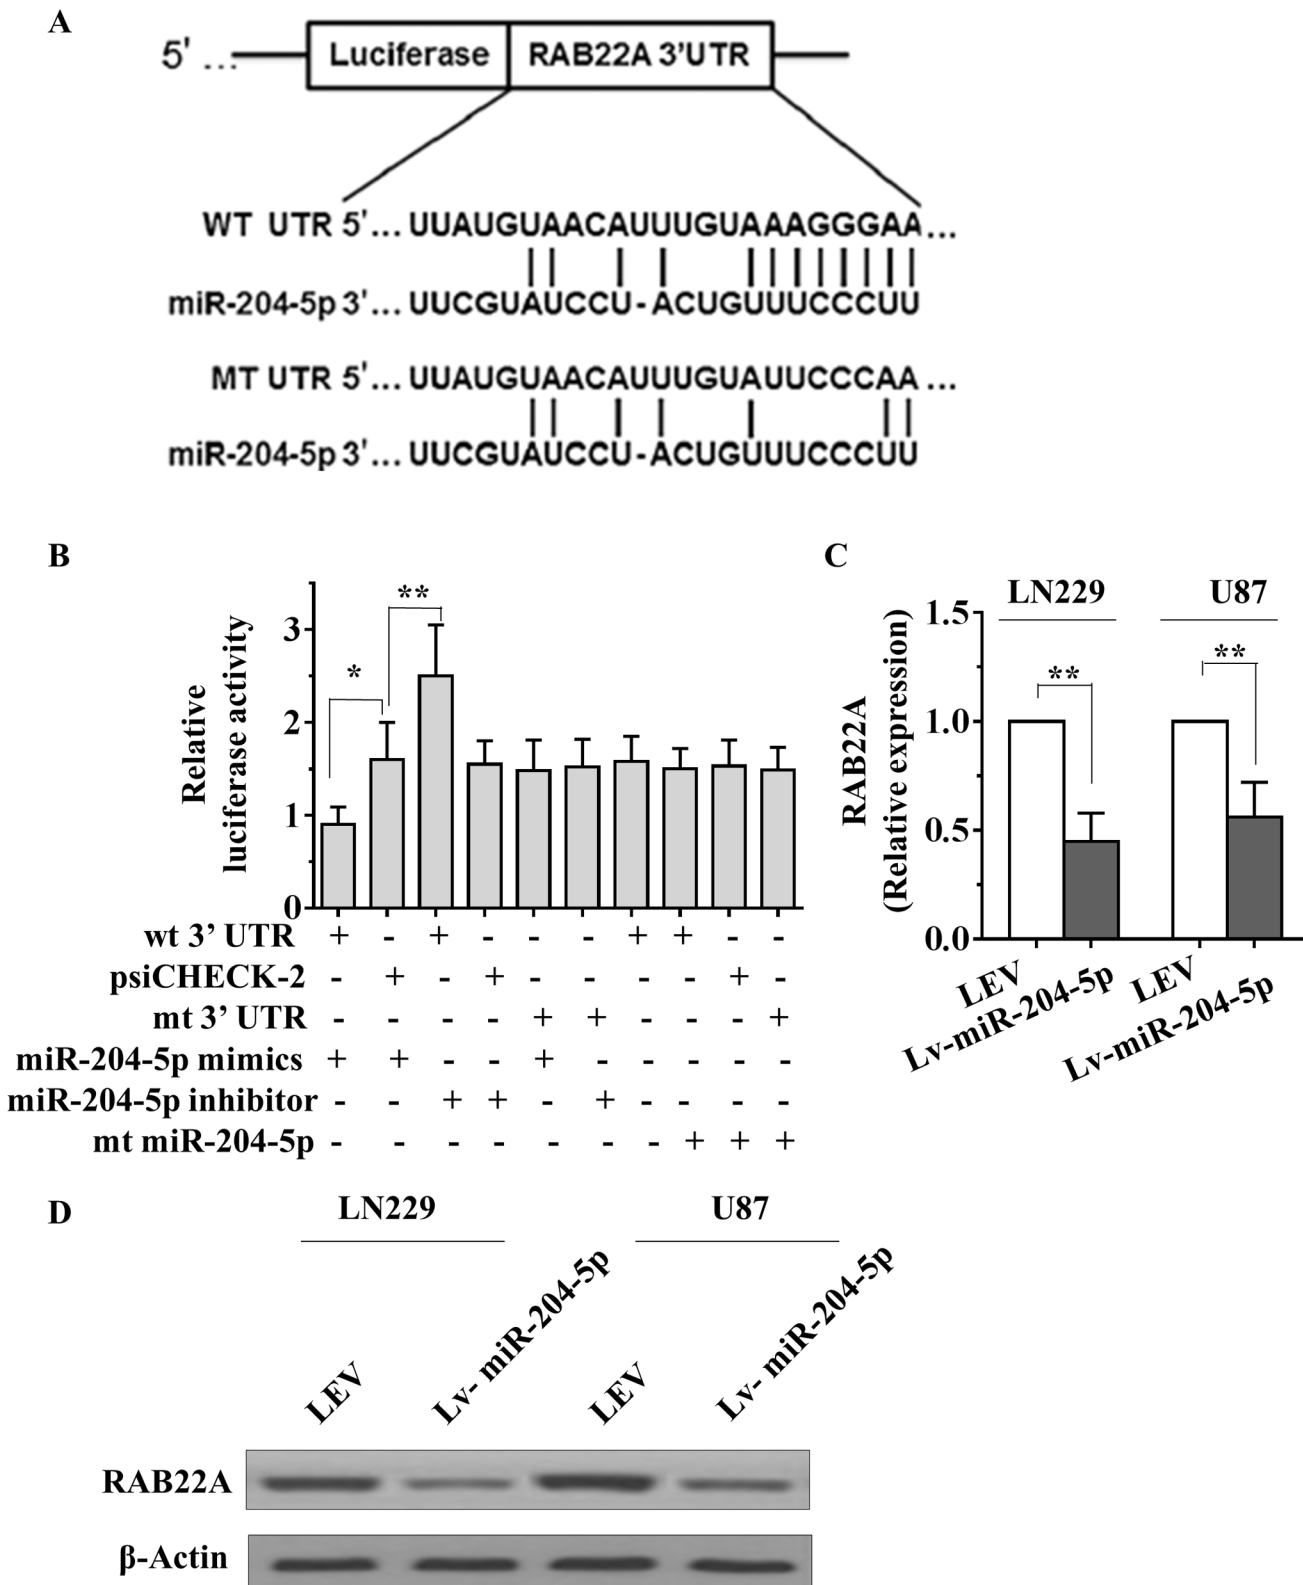 A
5' ...
Luciferase RAB22A 3'UTR
WT UTR 5'... UUAUGUAACAUUUGUAAAGGGAA ...
miR-204-5p 3'... UUCGUAUCCU-ACUGUUUCCCUU
MT UTR 5'... UUAUGUAACAUUUGUAUUCCCAA ...
miR-204-5p 3'... UUCGUAUCCU-ACUGUUUCCCUU
B
Relative
luciferase activity
3
2
1
0
*
**
wt 3’ UTR + - + - - - + + - -
psiCHECK-2 - + - + - - - - + -
mt 3’ UTR - - - - + + - - - +
miR-204-5p mimics + + - - + - - - - -
miR-204-5p inhibitor - - + + - + - - - -
mt miR-204-5p - - - - - - - + + +
C
LN229 U87
RAB22A
(Relative expression)
1.5
1.0
0.5
0.0
**
**
LEV
Lv-miR-204-5p
LEV
Lv-miR-204-5p
D
LN229 U87
LEV
Lv- miR-204-5p
LEV
Lv- miR-204-5p
RAB22A
β-Actin